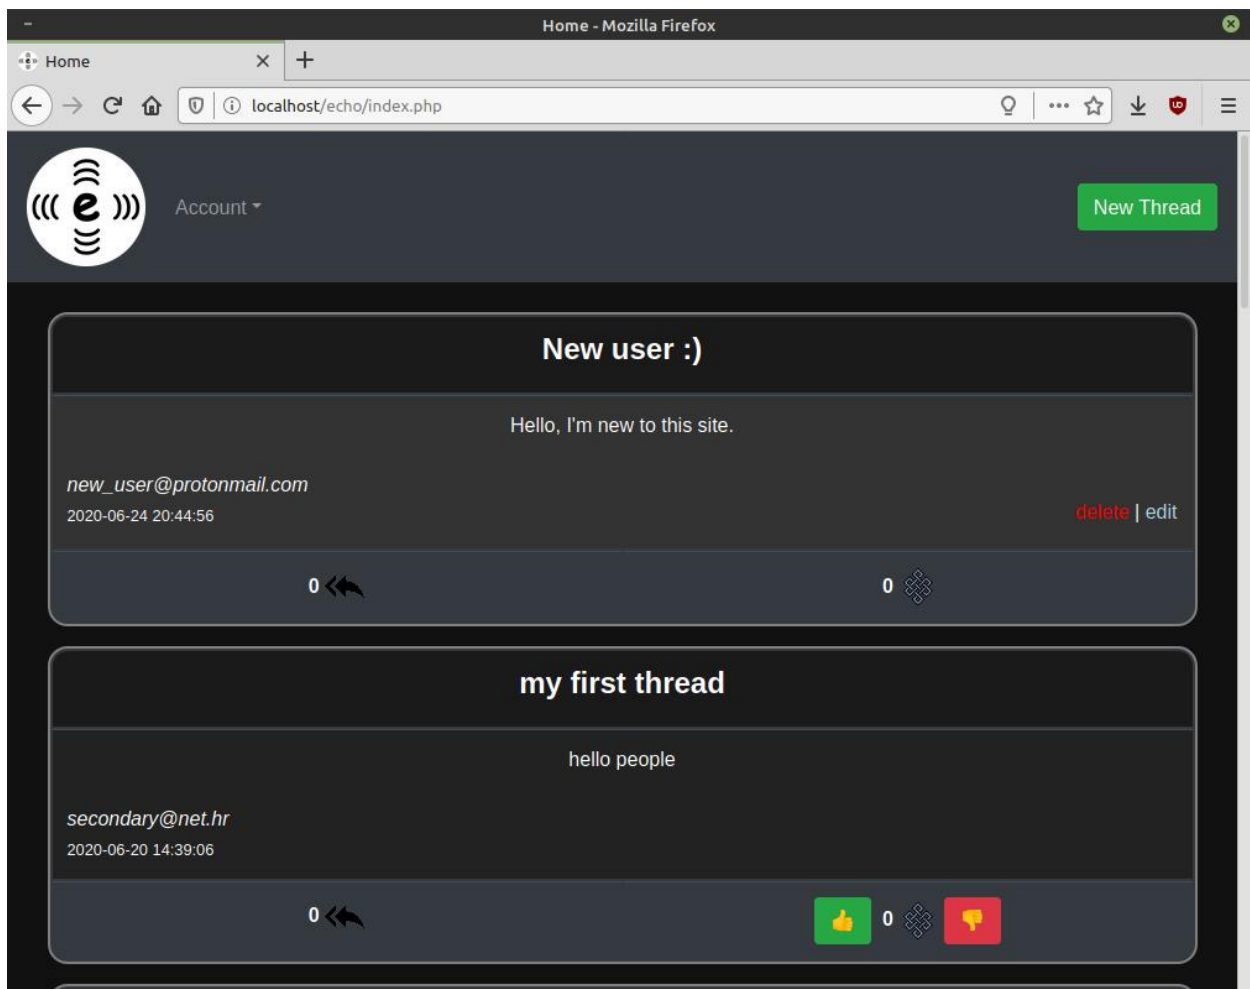 Home - Mozilla Firefox
Home
localhost/echo/index.php
((( e )))
Account
New Thread
New user :)
Hello, I'm new to this site.
new_user@protonmail.com
2020-06-24 20:44:56
delete | edit
0
0
my first thread
hello people
secondary@net.hr
2020-06-20 14:39:06
0
0